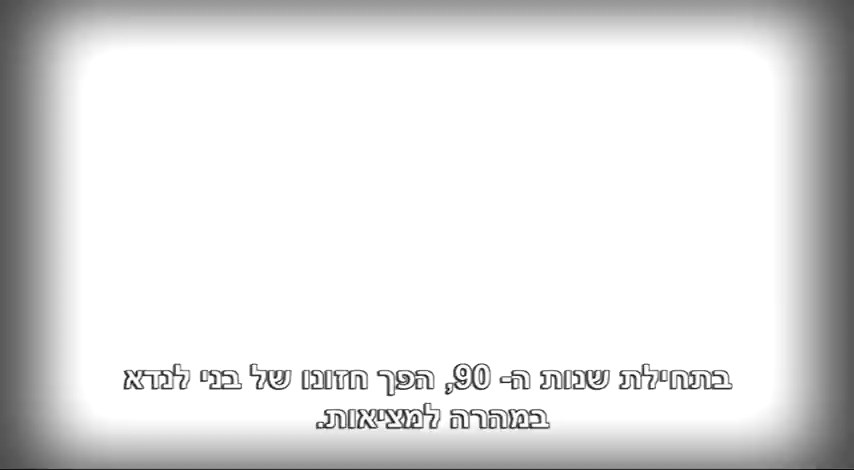 בתחילת שנות ה- 90, הפך חזונו של בני לנדא
במהרה למציאות.